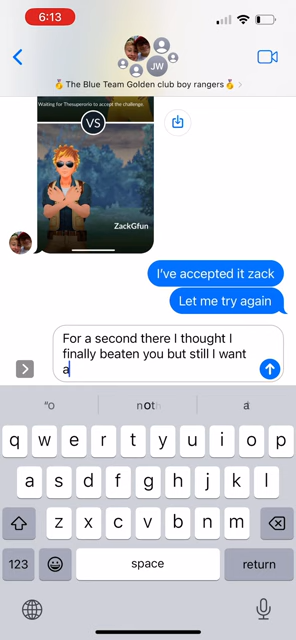 6:13
JW
🏅 The Blue Team Golden club boy rangers 🏅 >
Waiting for Thesuperorio to accept the challenge.
VS
ZackGfun
I've accepted it zack
Let me try again
For a second there I thought I
finally beaten you but still I want
a
"o not a
q w e r t y u i o p
a s d f g h j k l
z x c v b n m
123 space return